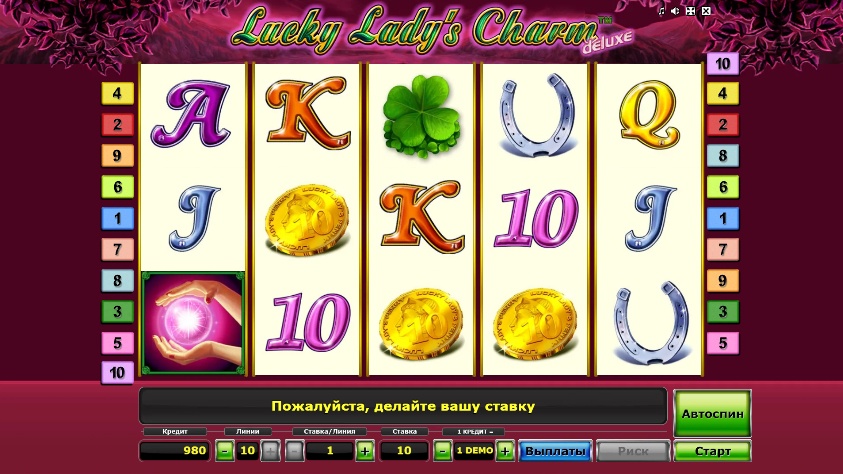 Lucky Lady's Charm™
deluxe
10
4 4
2 2
9 8
6 6
1 1
7 7
8 9
3 3
5 5
10
A K Q
J 10 K 10 J
10
Пожалуйста, делайте вашу ставку
Автоспин
Кредит Линии Ставка/Линия Ставка 1 КРЕДИТ =
980 - 10 + - 1 + 10 - 1 DEMO + Выплаты Риск Старт